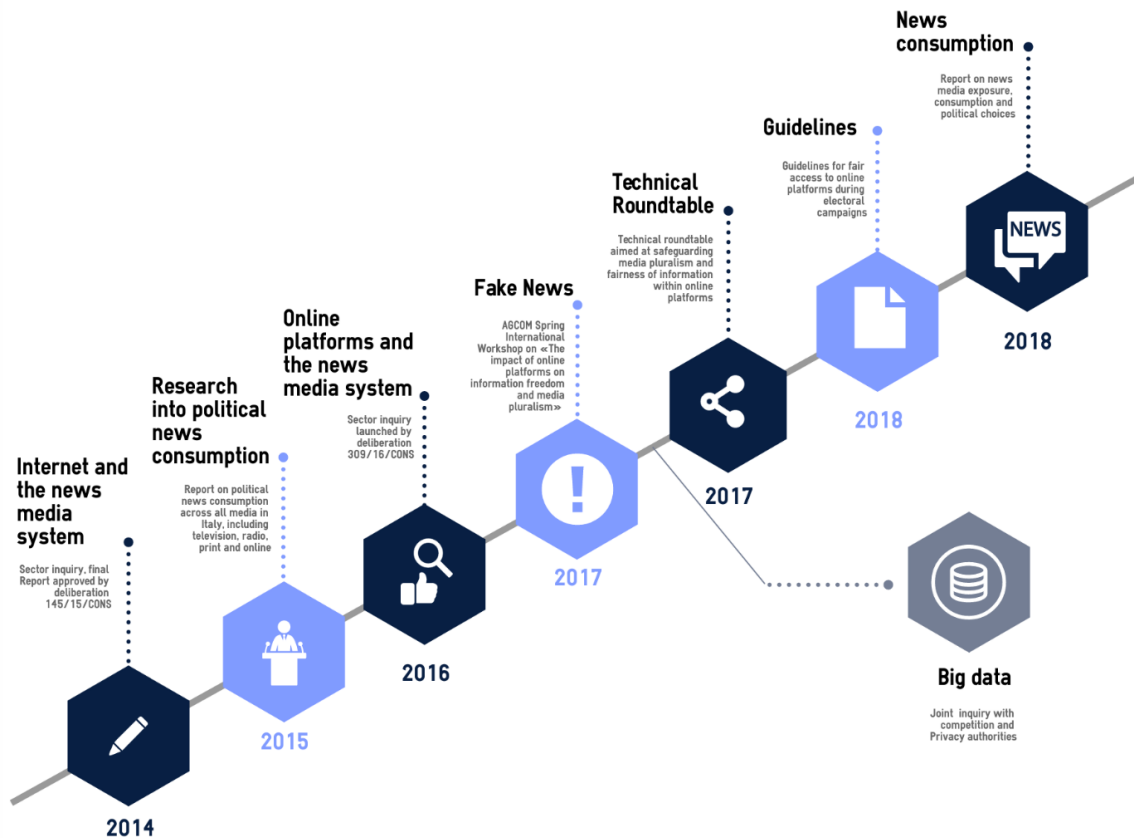 Internet and
the news
media
system
Sector inquiry, final
Report approved by
deliberation
145/15/CONS
2014
Research
into political
news
consumption
Report on political
news consumption
across all media in
Italy, including
television, radio,
print and online
2015
Online
platforms and
the news
media system
Sector inquiry
launched by
deliberation
309/16/CONS
2016
Fake News
AGCOM Spring
International
Workshop on «The
impact of online
platforms on
information freedom
and media
pluralism»
!
2017
Technical
Roundtable
Technical roundtable
aimed at safeguarding
media pluralism and
fairness of information
within online
platforms
2017
Guidelines
Guidelines for fair
access to online
platforms during
electoral
campaigns
2018
News
consumption
Report on news
media exposure,
consumption and
political choices
NEWS
2018
Big data
Joint inquiry with
competition and
Privacy authorities